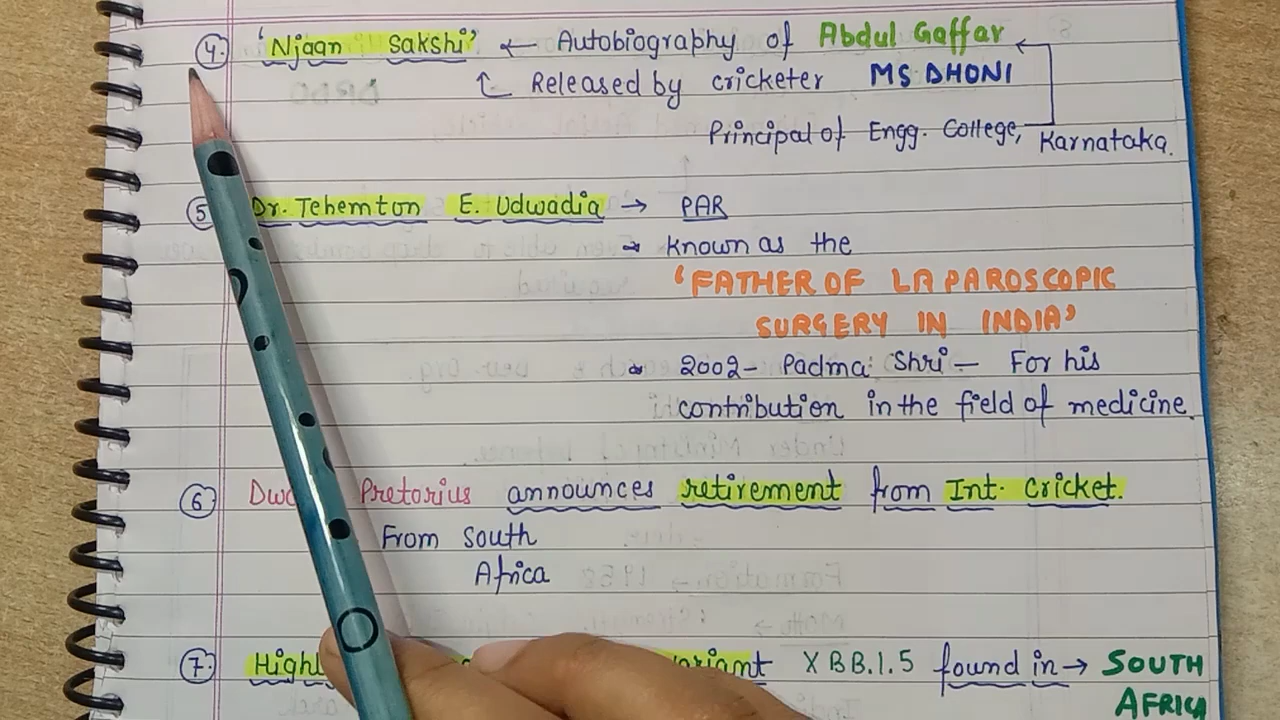 4. 'Njaan Sakshi' ← Autobiography of Abdul Gaffar
Released by cricketer MS DHONI
Principal of Engg. College, Karnataka.
5 Dr. Tehemton E. Udwadia → PAR
→ known as the
'FATHER OF LAPAROSCOPIC
SURGERY IN INDIA'
→ 2002- Padma Shri - For his
contribution in the field of medicine.
6 Pretorius announces retirement from Int. Cricket.
From South
Africa
7. XBB.1.5 found in → SOUTH
AFRICA